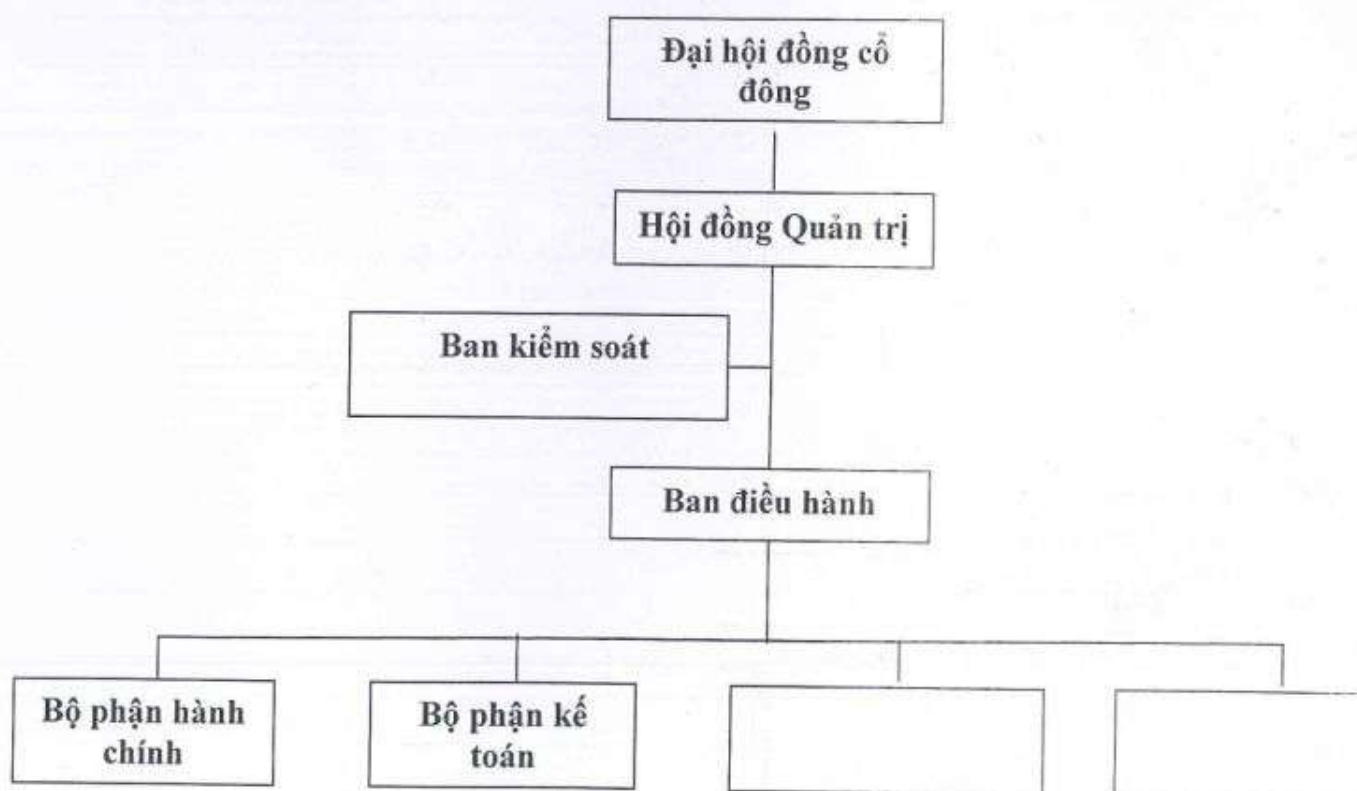 Đại hội đồng cổ
đông
Hội đồng Quản trị
Ban kiểm soát
Ban điều hành
Bộ phận hành
chính
Bộ phận kế
toán